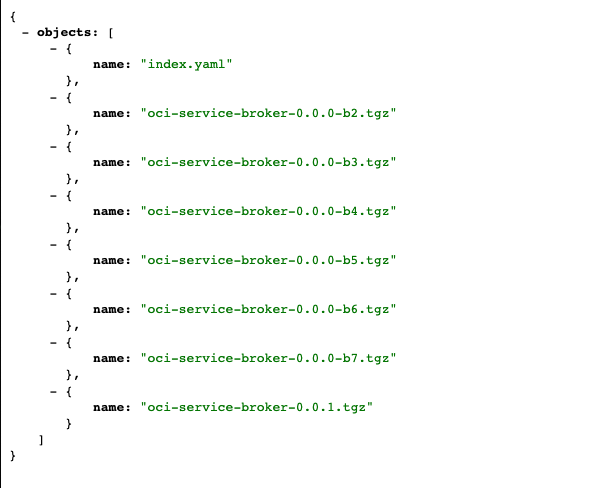 {
- objects: [
- {
name: "index.yaml"
},
- {
name: "oci-service-broker-0.0.0-b2.tgz"
},
- {
name: "oci-service-broker-0.0.0-b3.tgz"
},
- {
name: "oci-service-broker-0.0.0-b4.tgz"
},
- {
name: "oci-service-broker-0.0.0-b5.tgz"
},
- {
name: "oci-service-broker-0.0.0-b6.tgz"
},
- {
name: "oci-service-broker-0.0.0-b7.tgz"
},
- {
name: "oci-service-broker-0.0.1.tgz"
}
]
}